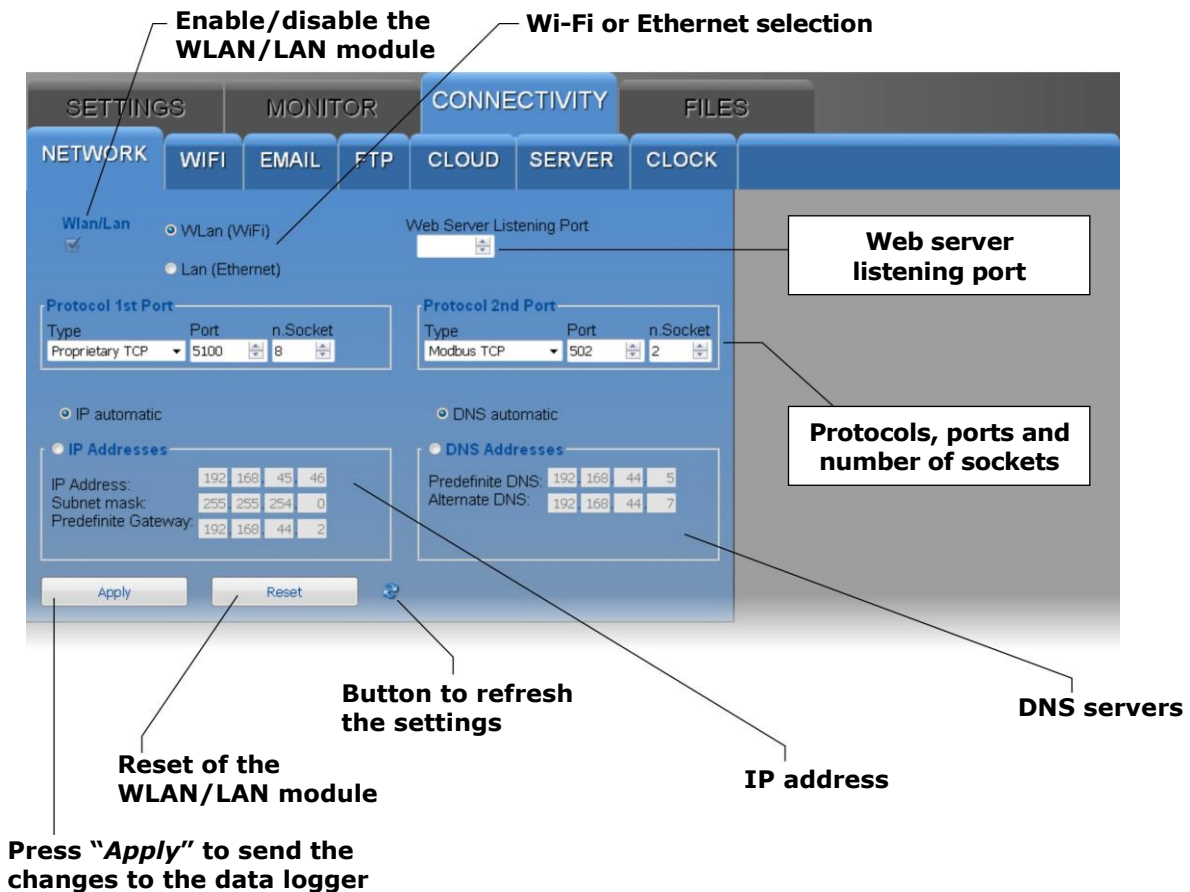 Enable/disable the
WLAN/LAN module
Wi-Fi or Ethernet selection
SETTINGS MONITOR CONNECTIVITY FILES
NETWORK WIFI EMAIL FTP CLOUD SERVER CLOCK
Wlan/Lan
WLan (WiFi)
Lan (Ethernet)
Web Server Listening Port
Web server
listening port
Protocol 1st Port
Type Port n.Socket
Proprietary TCP 5100 8
Protocol 2nd Port
Type Port n.Socket
Modbus TCP 502 2
Protocols, ports and
number of sockets
IP automatic
DNS automatic
IP Addresses
IP Address: 192. 168. 45. 46
Subnet mask: 255. 255. 254. 0
Predefinite Gateway: 192. 168. 44. 2
DNS Addresses
Predefinite DNS: 192. 168. 44. 5
Alternate DNS: 192. 168. 44. 7
Apply Reset
Button to refresh
the settings
DNS servers
Reset of the
WLAN/LAN module
IP address
Press “Apply” to send the
changes to the data logger